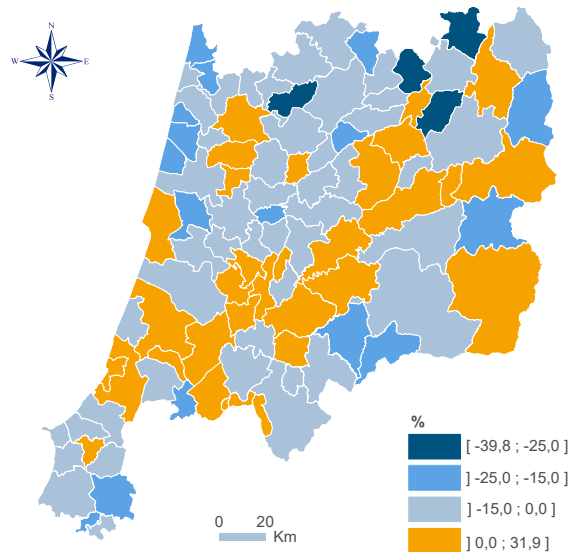 N
W E
S
%
[ -39,8 ; -25,0 ]
] -25,0 ; -15,0 ]
] -15,0 ; 0,0 ]
] 0,0 ; 31,9 ]
0 20
Km